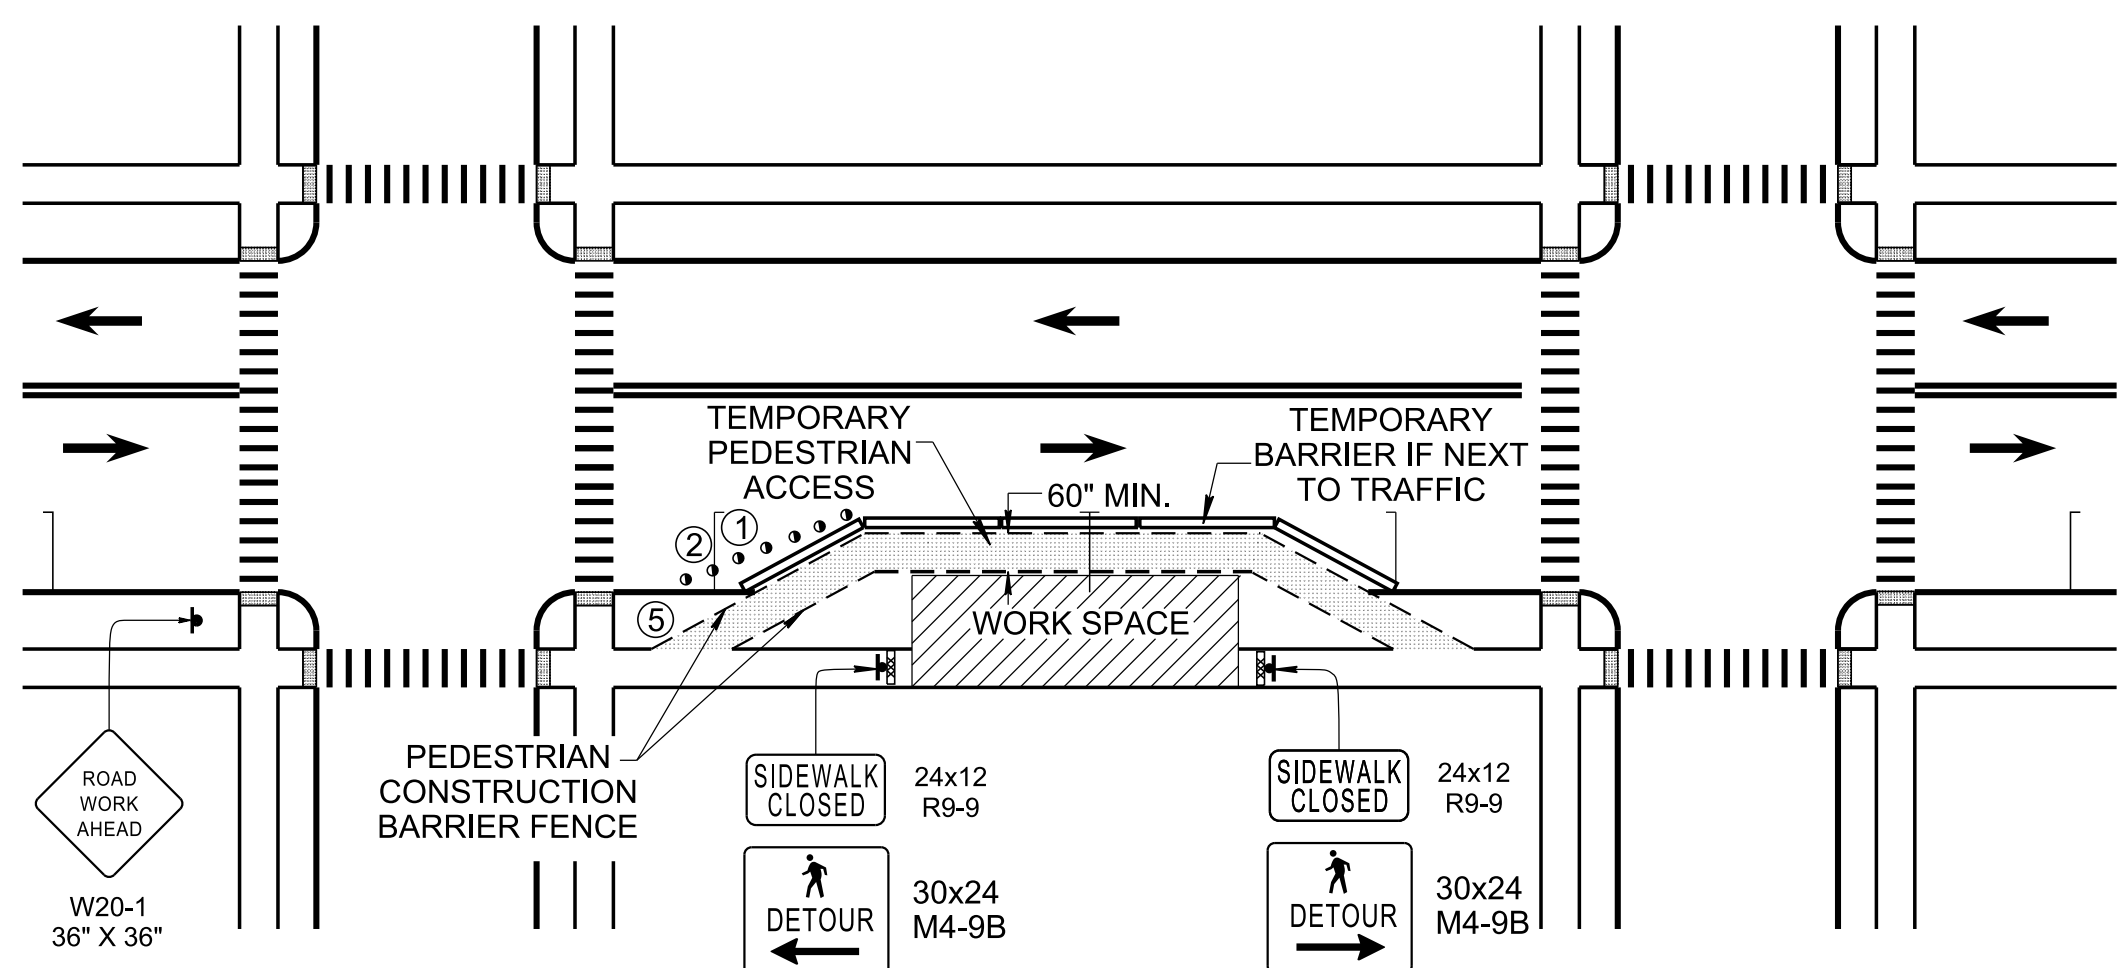 TEMPORARY
PEDESTRIAN
ACCESS
TEMPORARY
BARRIER IF NEXT
TO TRAFFIC
60" MIN.
1
2
5
WORK SPACE
PEDESTRIAN
CONSTRUCTION
BARRIER FENCE
ROAD
WORK
AHEAD
W20-1
36" X 36"
SIDEWALK
CLOSED
24x12
R9-9
DETOUR
30x24
M4-9B
SIDEWALK
CLOSED
24x12
R9-9
DETOUR
30x24
M4-9B